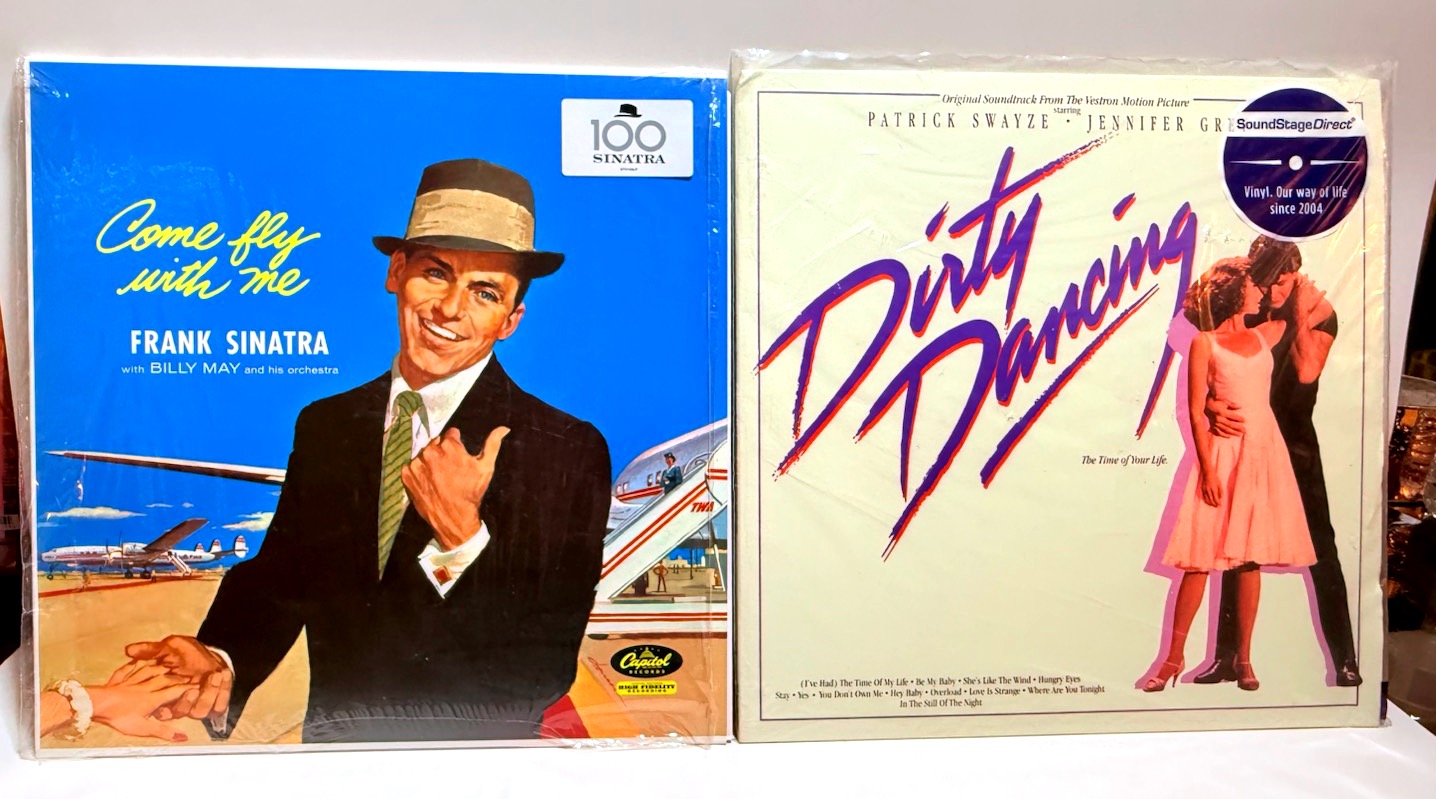 100
SINATRA
Come fly
with me
FRANK SINATRA
with BILLY MAY and his orchestra
TWA
Capitol
RECORDS
HIGH FIDELITY
RECORDING
Original Soundtrack From The Vestron Motion Picture
starring
PATRICK SWAYZE • JENNIFER GRE
SoundStageDirect®
Vinyl. Our way of life
since 2004
Dirty
Dancing
The Time of Your Life.
(I've Had) The Time Of My Life • Be My Baby • She's Like The Wind • Hungry Eyes
Stay • Yes • You Don't Own Me • Hey Baby • Overload • Love Is Strange • Where Are You Tonight
In The Still Of The Night